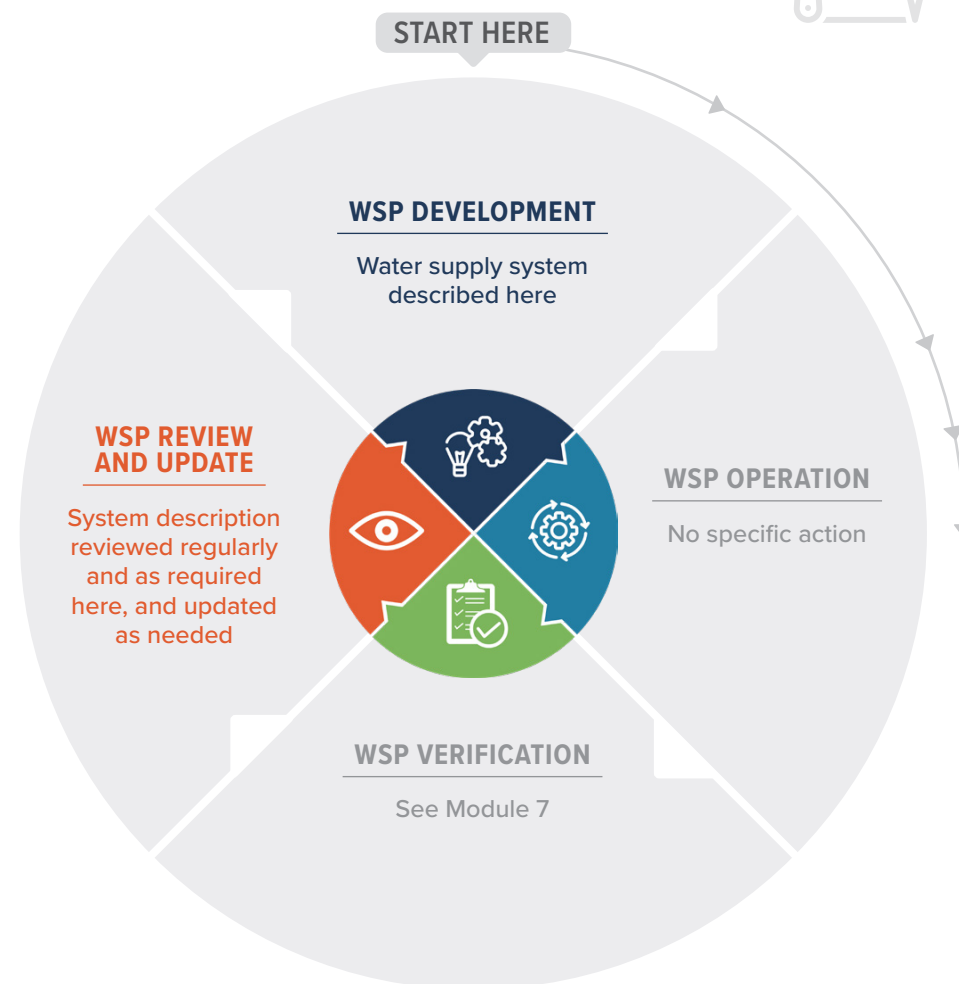 START HERE
WSP DEVELOPMENT
Water supply system
described here
WSP OPERATION
No specific action
WSP VERIFICATION
See Module 7
WSP REVIEW
AND UPDATE
System description
reviewed regularly
and as required
here, and updated
as needed